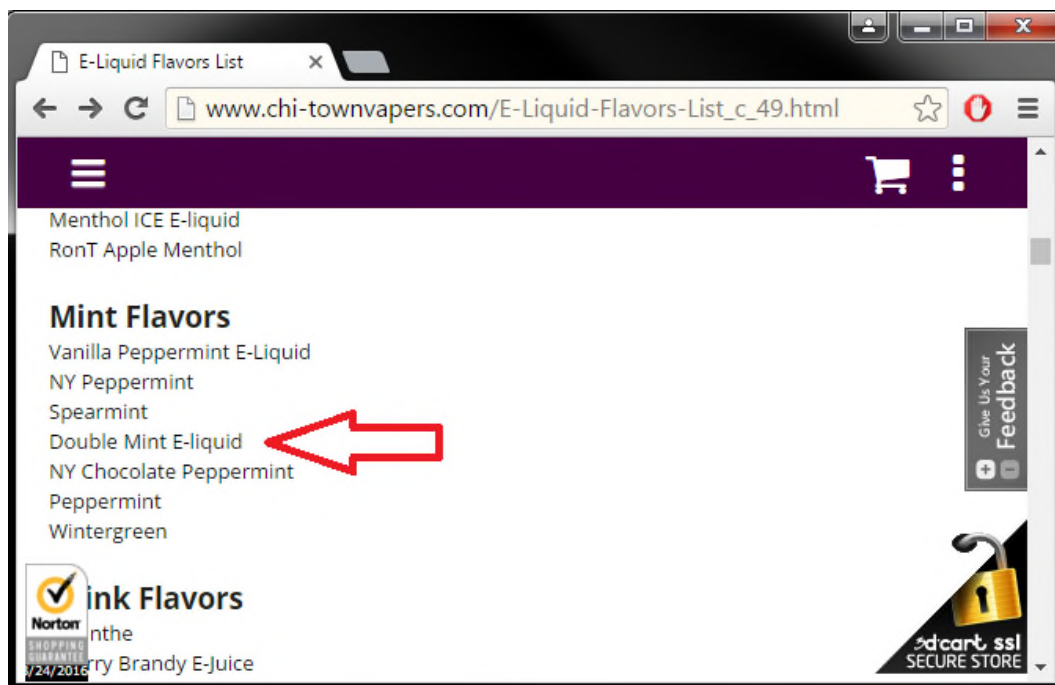 E-Liquid Flavors List
www.chi-townvapers.com/E-Liquid-Flavors-List_c_49.html
Menthol ICE E-liquid
RonT Apple Menthol
Mint Flavors
Vanilla Peppermint E-Liquid
NY Peppermint
Spearmint
Double Mint E-liquid
NY Chocolate Peppermint
Peppermint
Wintergreen
ink Flavors
nthe
rry Brandy E-Juice
Give Us Your
Feedback
Norton
SHOPPING
GUARANTEE
/24/2016
3dcart ssl
SECURE STORE